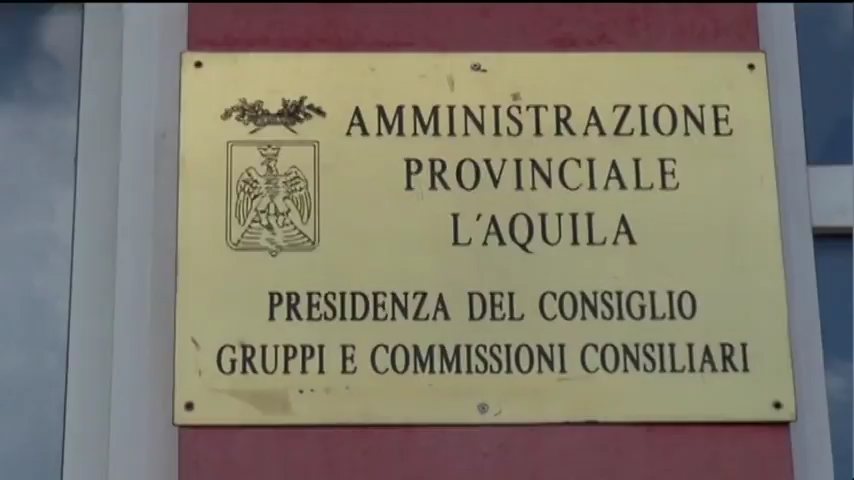 AMMINISTRAZIONE
PROVINCIALE
L'AQUILA
PRESIDENZA DEL CONSIGLIO
GRUPPI E COMMISSIONI CONSILIARI